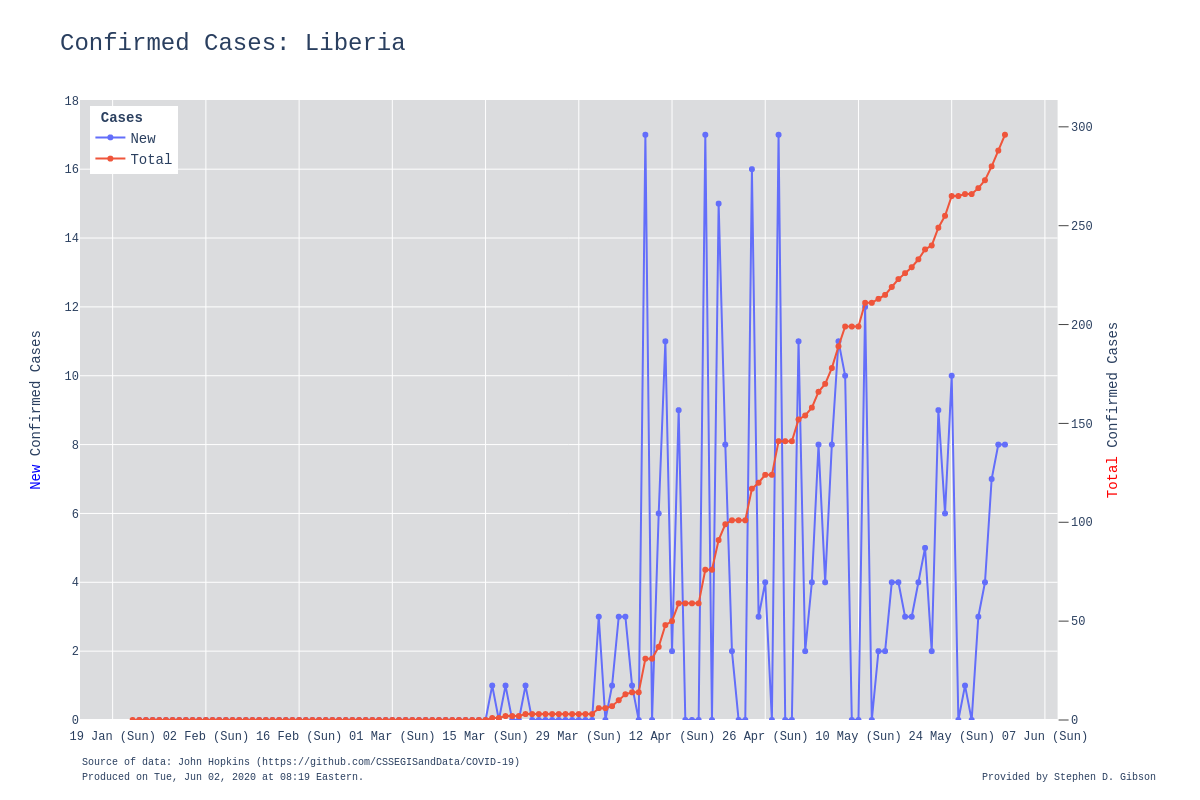 Confirmed Cases: Liberia
Cases
New
Total
18
16
14
12
10
8
6
4
2
0
300
250
200
150
100
50
0
New Confirmed Cases
Total Confirmed Cases
19 Jan (Sun) 02 Feb (Sun) 16 Feb (Sun) 01 Mar (Sun) 15 Mar (Sun) 29 Mar (Sun) 12 Apr (Sun) 26 Apr (Sun) 10 May (Sun) 24 May (Sun) 07 Jun (Sun)
Source of data: John Hopkins (https://github.com/CSSEGISandData/COVID-19)
Produced on Tue, Jun 02, 2020 at 08:19 Eastern.
Provided by Stephen D. Gibson